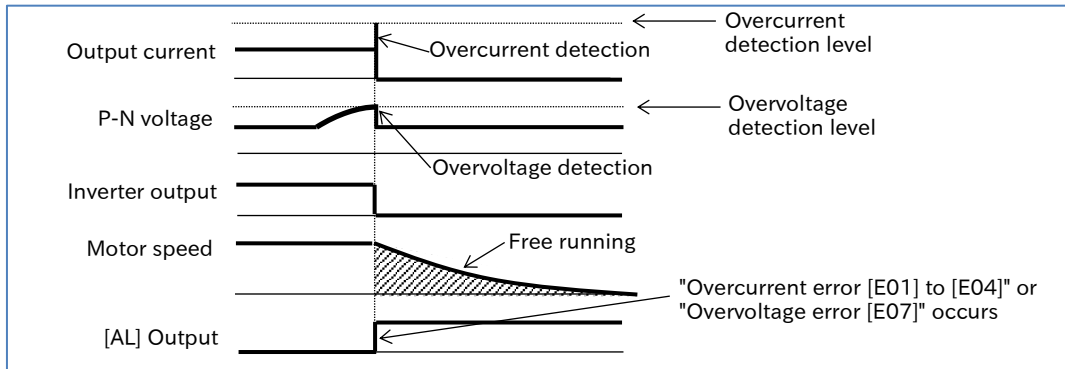 Overcurrent
detection level
Output current
Overcurrent detection
Overvoltage
detection level
P-N voltage
Overvoltage detection
Inverter output
Motor speed
Free running
"Overcurrent error [E01] to [E04]" or
"Overvoltage error [E07]" occurs
[AL] Output